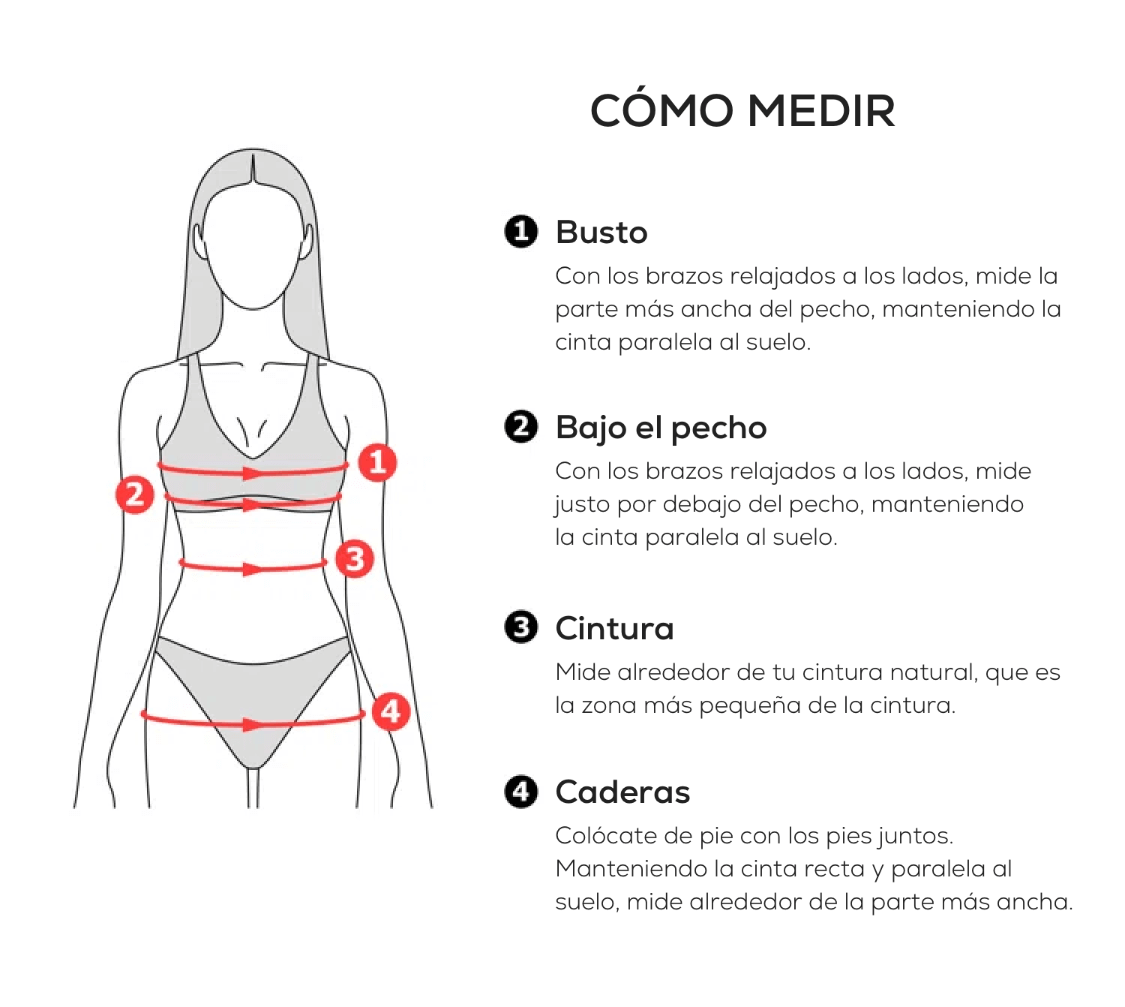 CÓMO MEDIR
1 Busto
Con los brazos relajados a los lados, mide la
parte más ancha del pecho, manteniendo la
cinta paralela al suelo.
2 Bajo el pecho
Con los brazos relajados a los lados, mide
justo por debajo del pecho, manteniendo
la cinta paralela al suelo.
3 Cintura
Mide alrededor de tu cintura natural, que es
la zona más pequeña de la cintura.
4 Caderas
Colócate de pie con los pies juntos.
Manteniendo la cinta recta y paralela al
suelo, mide alrededor de la parte más ancha.
1
2
3
4